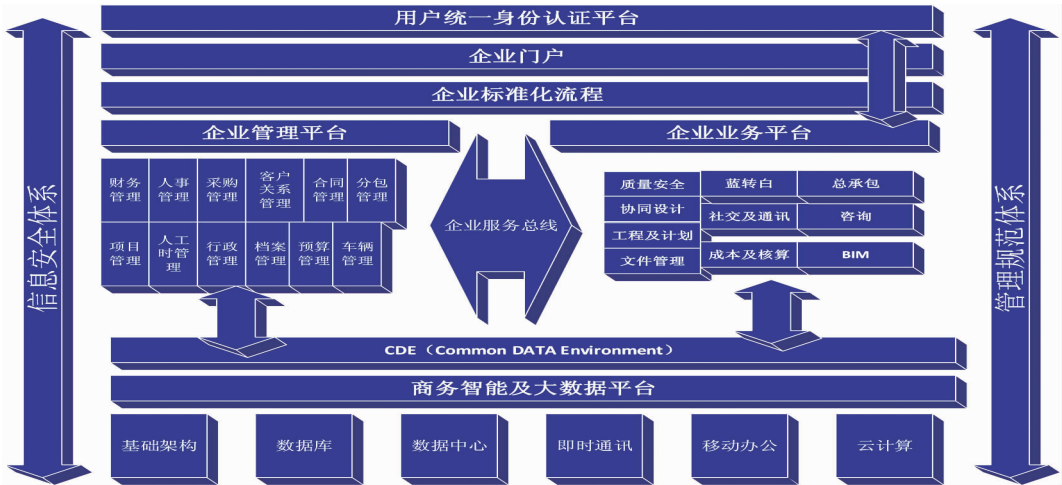 用户统一身份认证平台
企业门户
企业标准化流程
企业管理平台
企业业务平台
财务
管理
人事
管理
采购
管理
客户
关系
管理
合同
管理
分包
管理
项目
管理
人工
时管
理
行政
管理
档案
管理
预算
管理
车辆
管理
企业服务总线
质量安全
蓝转白
总承包
协同设计
社交及通讯
咨询
工程及计划
文件管理
成本及核算
BIM
信息安全体系
管理规范体系
CDE（Common DATA Environment）
商务智能及大数据平台
基础架构
数据库
数据中心
即时通讯
移动办公
云计算